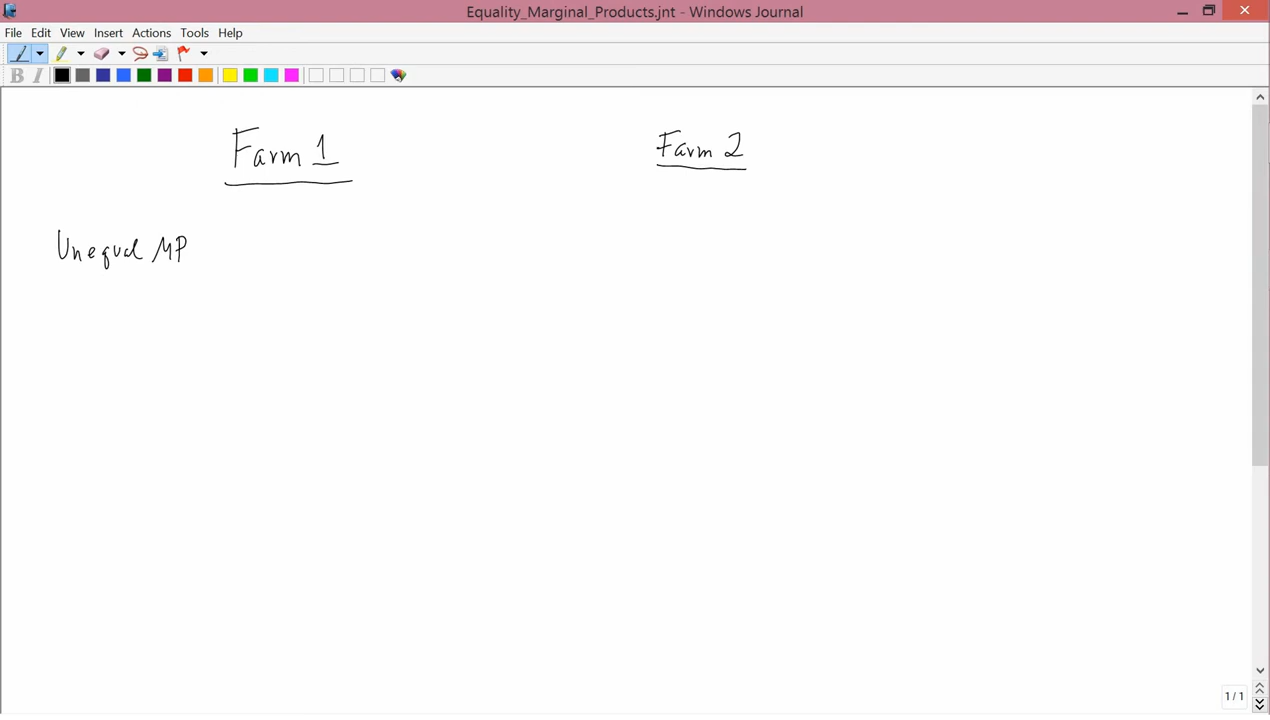 Equality_Marginal_Products.jnt - Windows Journal
File Edit View Insert Actions Tools Help
B I
Farm 1 Farm 2
Unequal MP
1 / 1